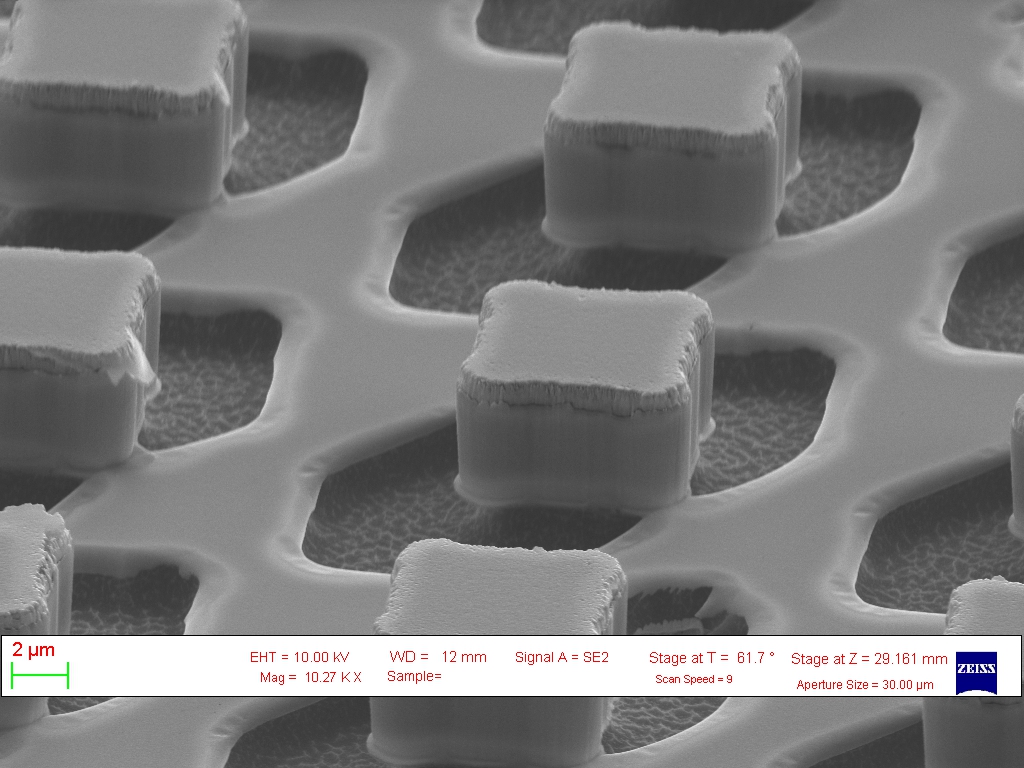 2 µm
EHT = 10.00 kV WD = 12 mm Signal A = SE2 Stage at T = 61.7 ° Stage at Z = 29.161 mm
Mag = 10.27 K X Sample= Scan Speed = 9 Aperture Size = 30.00 µm
ZEISS